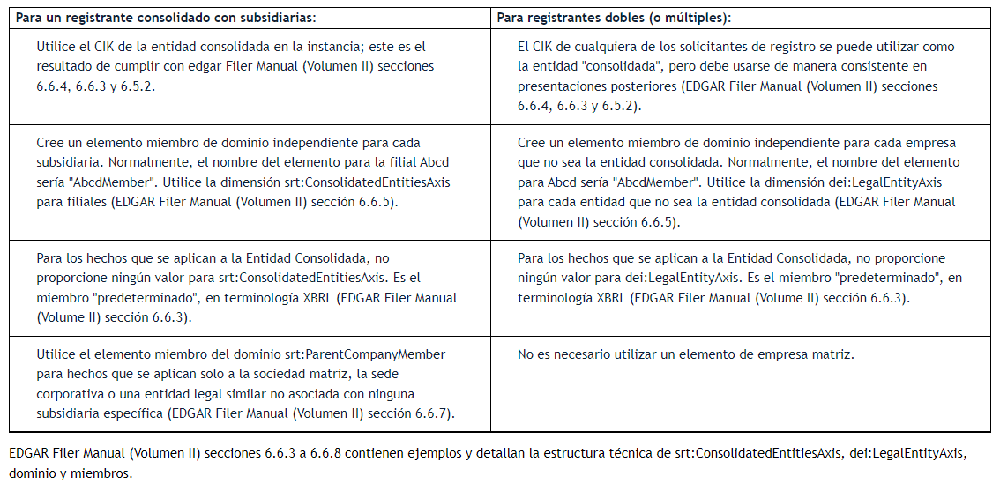 Para un registrante consolidado con subsidiarias:
Para registrantes dobles (o múltiples):
Utilice el CIK de la entidad consolidada en la instancia; este es el
resultado de cumplir con edgar Filer Manual (Volumen II) secciones
6.6.4, 6.6.3 y 6.5.2.
El CIK de cualquiera de los solicitantes de registro se puede utilizar como
la entidad "consolidada", pero debe usarse de manera consistente en
presentaciones posteriores (EDGAR Filer Manual (Volumen II) secciones
6.6.4, 6.6.3 y 6.5.2).
Cree un elemento miembro de dominio independiente para cada
subsidiaria. Normalmente, el nombre del elemento para la filial Abcd
sería "AbcdMember". Utilice la dimensión srt:ConsolidatedEntitiesAxis
para filiales (EDGAR Filer Manual (Volumen II) sección 6.6.5).
Cree un elemento miembro de dominio independiente para cada empresa
que no sea la entidad consolidada. Normalmente, el nombre del elemento
para Abcd sería "AbcdMember". Utilice la dimensión dei:LegalEntityAxis
para cada entidad que no sea la entidad consolidada (EDGAR Filer Manual
(Volumen II) sección 6.6.5).
Para los hechos que se aplican a la Entidad Consolidada, no
proporcione ningún valor para srt:ConsolidatedEntitiesAxis. Es el
miembro "predeterminado", en terminología XBRL (EDGAR Filer Manual
(Volume II) sección 6.6.3).
Para los hechos que se aplican a la Entidad Consolidada, no proporcione
ningún valor para dei:LegalEntityAxis. Es el miembro "predeterminado", en
terminología XBRL (EDGAR Filer Manual (Volume II) sección 6.6.3).
Utilice el elemento miembro del dominio srt:ParentCompanyMember
para hechos que se aplican solo a la sociedad matriz, la sede
corporativa o una entidad legal similar no asociada con ninguna
subsidiaria específica (EDGAR Filer Manual (Volumen II) sección 6.6.7).
No es necesario utilizar un elemento de empresa matriz.
EDGAR Filer Manual (Volumen II) secciones 6.6.3 a 6.6.8 contienen ejemplos y detallan la estructura técnica de srt:ConsolidatedEntitiesAxis, dei:LegalEntityAxis,
dominio y miembros.